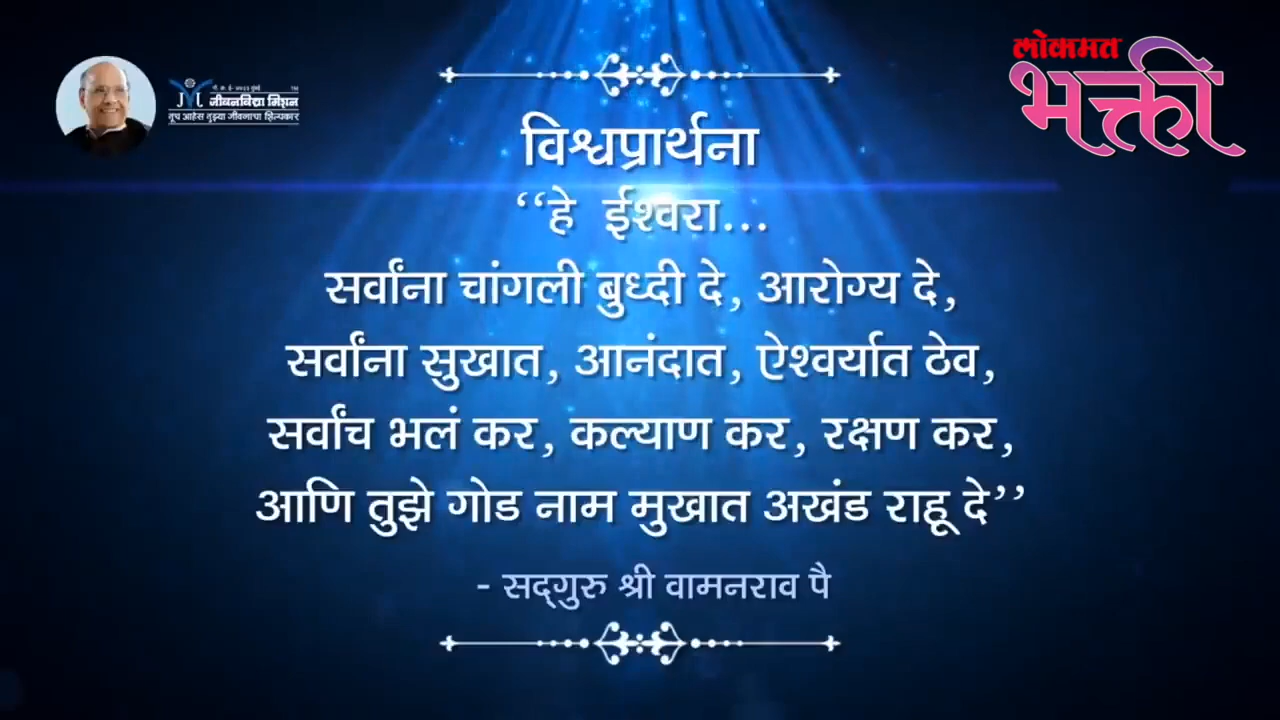 लोकमत
भक्ती
जीवनविद्या मिशन
तूच आहेस तुझ्या जीवनाचा शिल्पकार
विश्वप्रार्थना
‘‘हे ईश्वरा...
सर्वांना चांगली बुध्दी दे, आरोग्य दे,
सर्वांना सुखात, आनंदात, ऐश्वर्यात ठेव,
सर्वांच भलं कर, कल्याण कर, रक्षण कर,
आणि तुझे गोड नाम मुखात अखंड राहू दे’’
- सद्‌गुरु श्री वामनराव पै